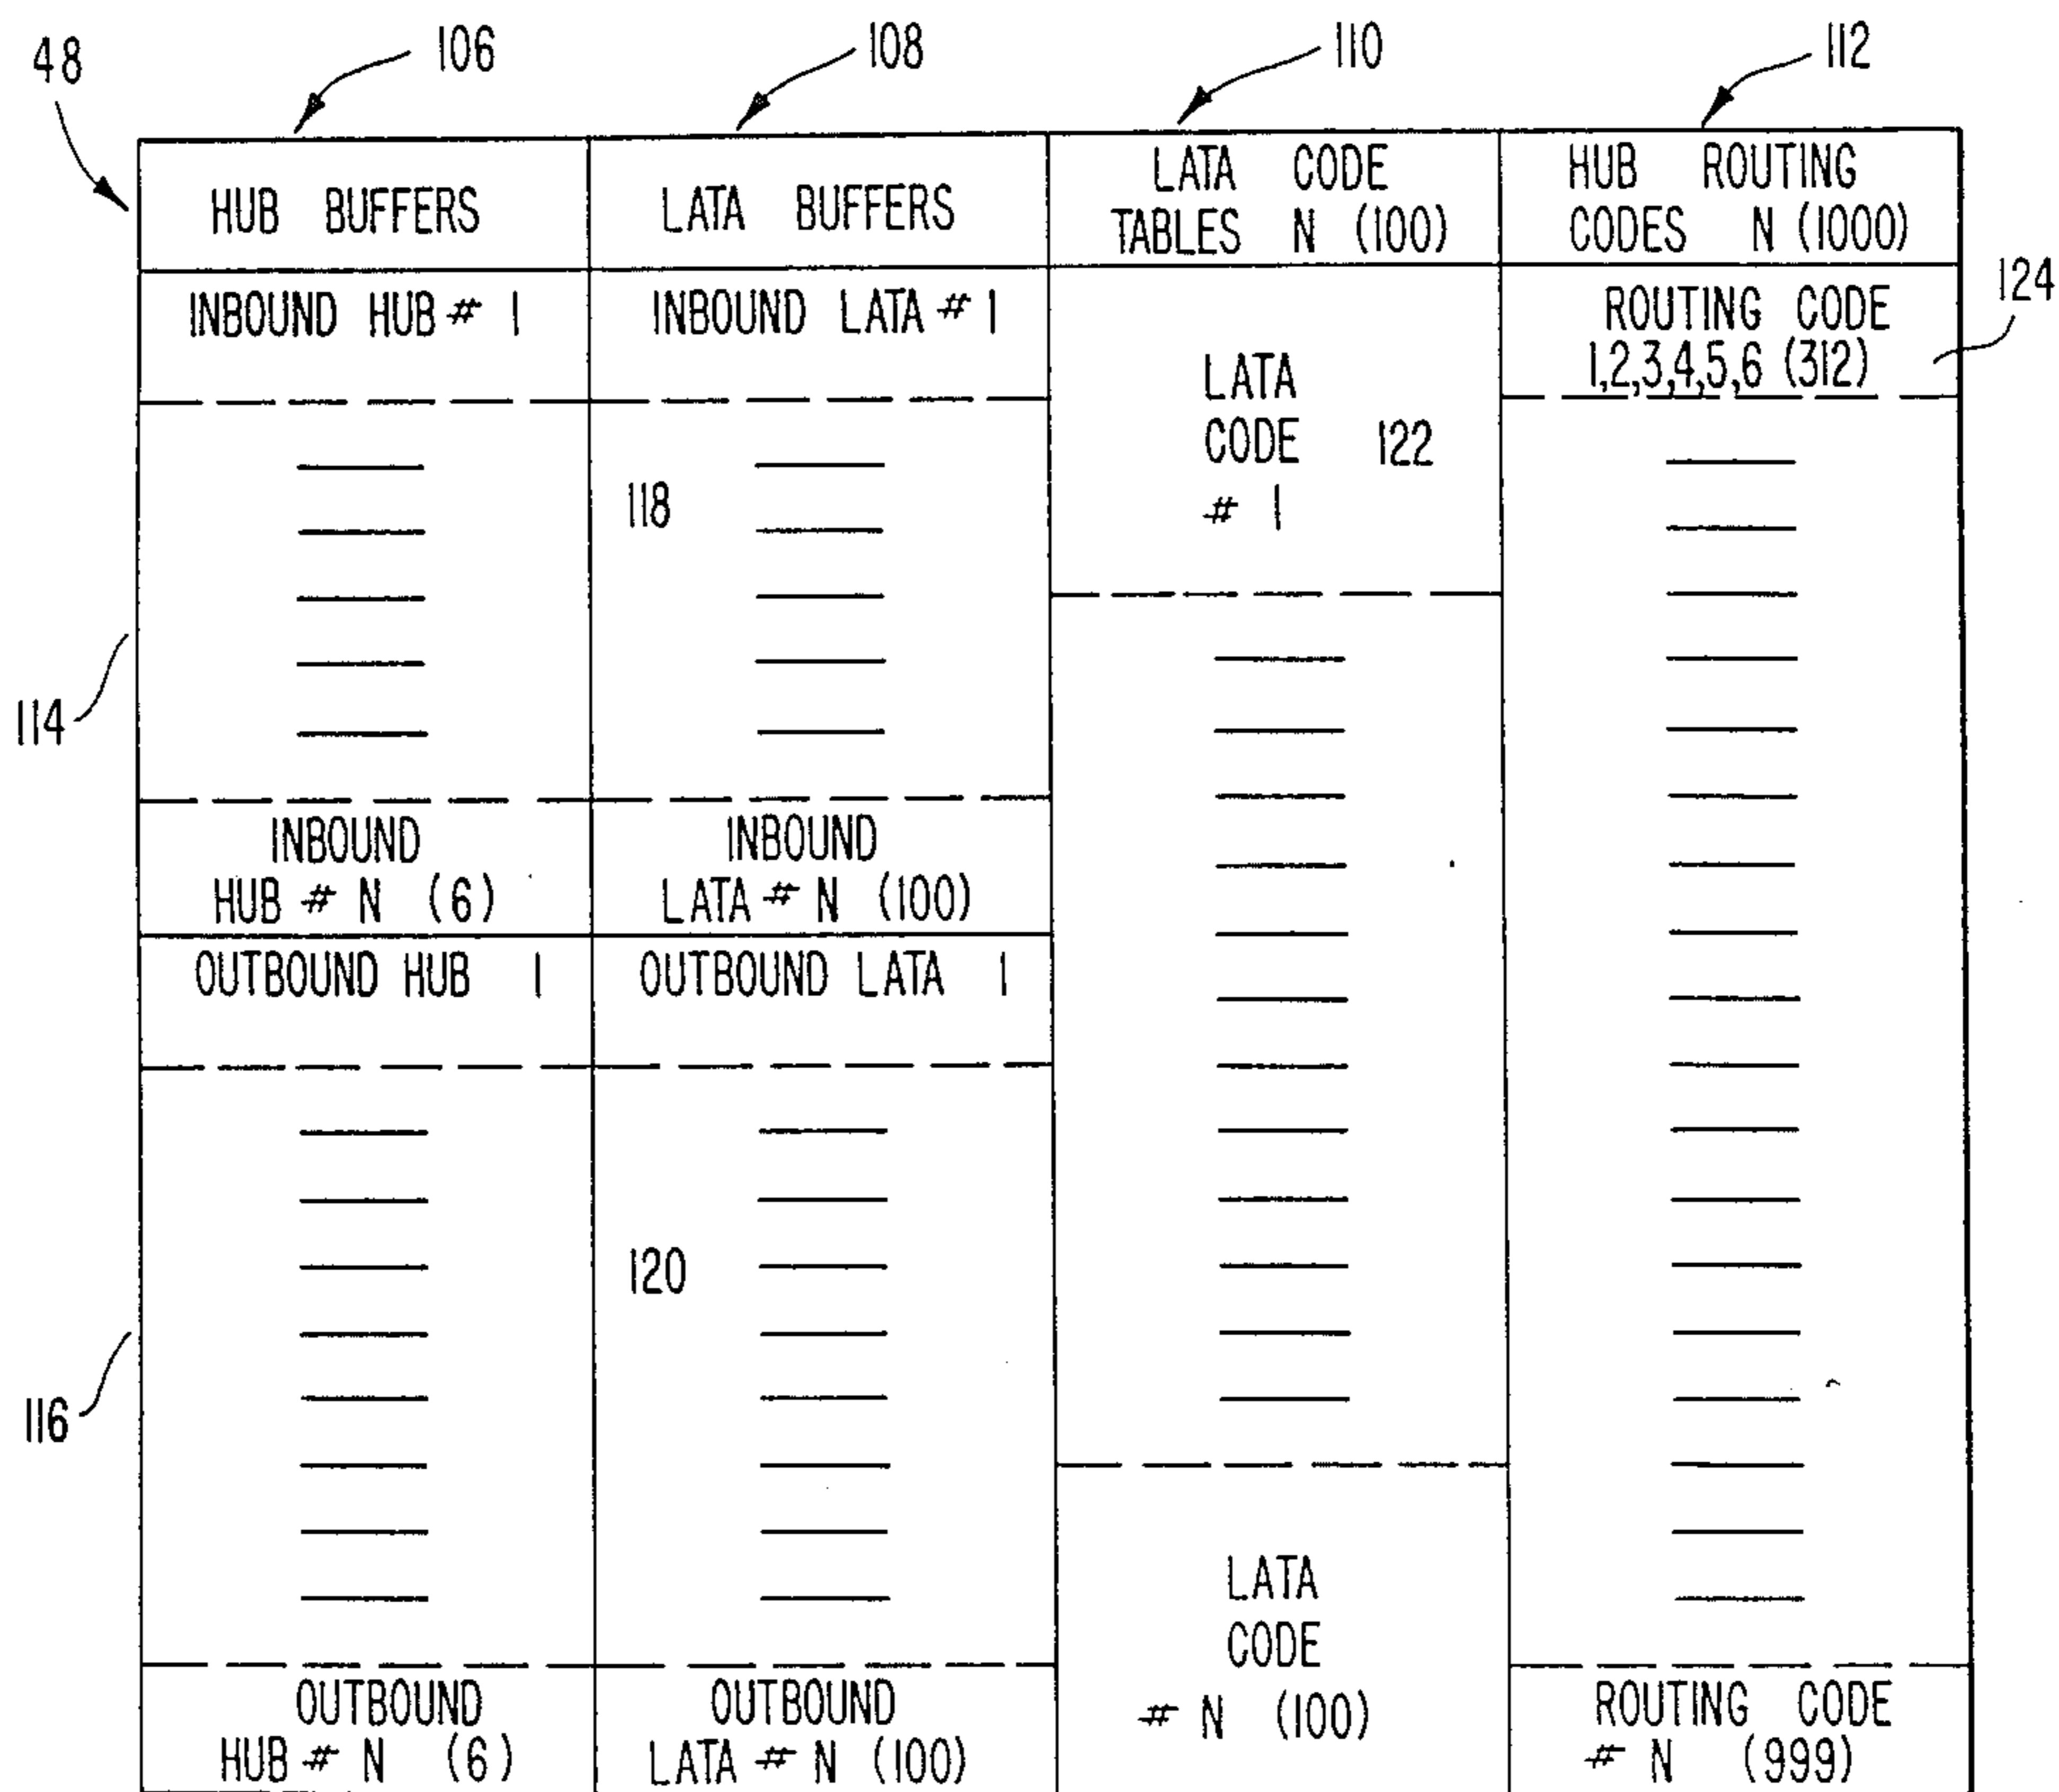 48
106
108
110
112
HUB BUFFERS
LATA BUFFERS
LATA CODE
TABLES N (100)
HUB ROUTING
CODES N (1000)
INBOUND HUB # 1
INBOUND LATA # 1
LATA
CODE 122
# 1
ROUTING CODE
1,2,3,4,5,6 (312)
124
118
114
INBOUND
HUB # N (6)
INBOUND
LATA # N (100)
OUTBOUND HUB 1
OUTBOUND LATA 1
120
116
OUTBOUND
HUB # N (6)
OUTBOUND
LATA # N (100)
LATA
CODE
# N (100)
ROUTING CODE
# N (999)